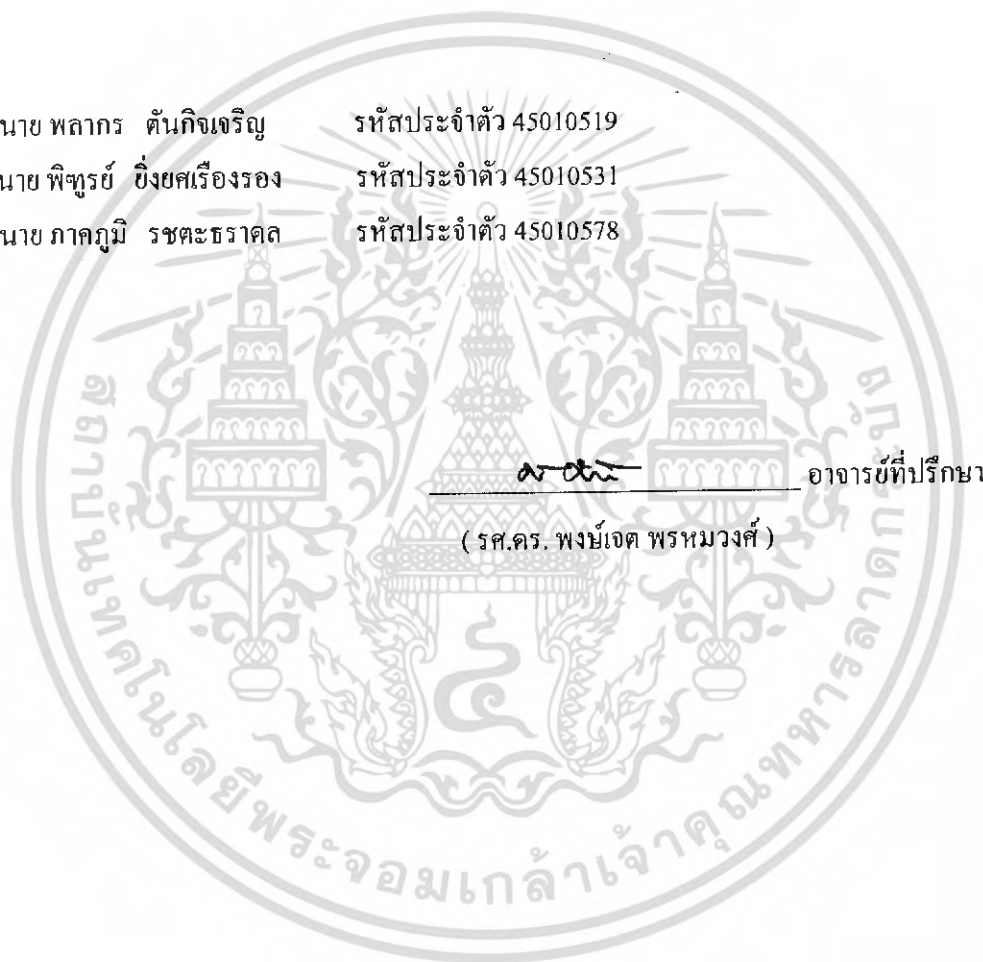 นาย พลากร ตันกิจเจริญ รหัสประจำตัว 45010519
นาย พิฑูรย์ ยิ่งยศเรืองรอง รหัสประจำตัว 45010531
นาย ภาคภูมิ รชตะธราดล รหัสประจำตัว 45010578
อาจารย์ที่ปรึกษา
( รศ.ดร. พงษ์เจต พรหมวงศ์ )
สถาบันเทคโนโลยีพระจอมเกล้าเจ้าคุณทหารลาดกระบัง